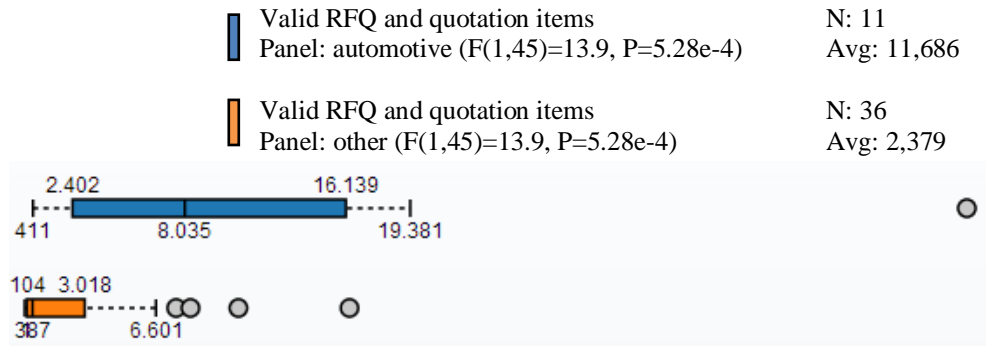 Valid RFQ and quotation items N: 11
Panel: automotive (F(1,45)=13.9, P=5.28e-4) Avg: 11,686
Valid RFQ and quotation items N: 36
Panel: other (F(1,45)=13.9, P=5.28e-4) Avg: 2,379
2.402 16.139
411 8.035 19.381
104 3.018
387 6.601